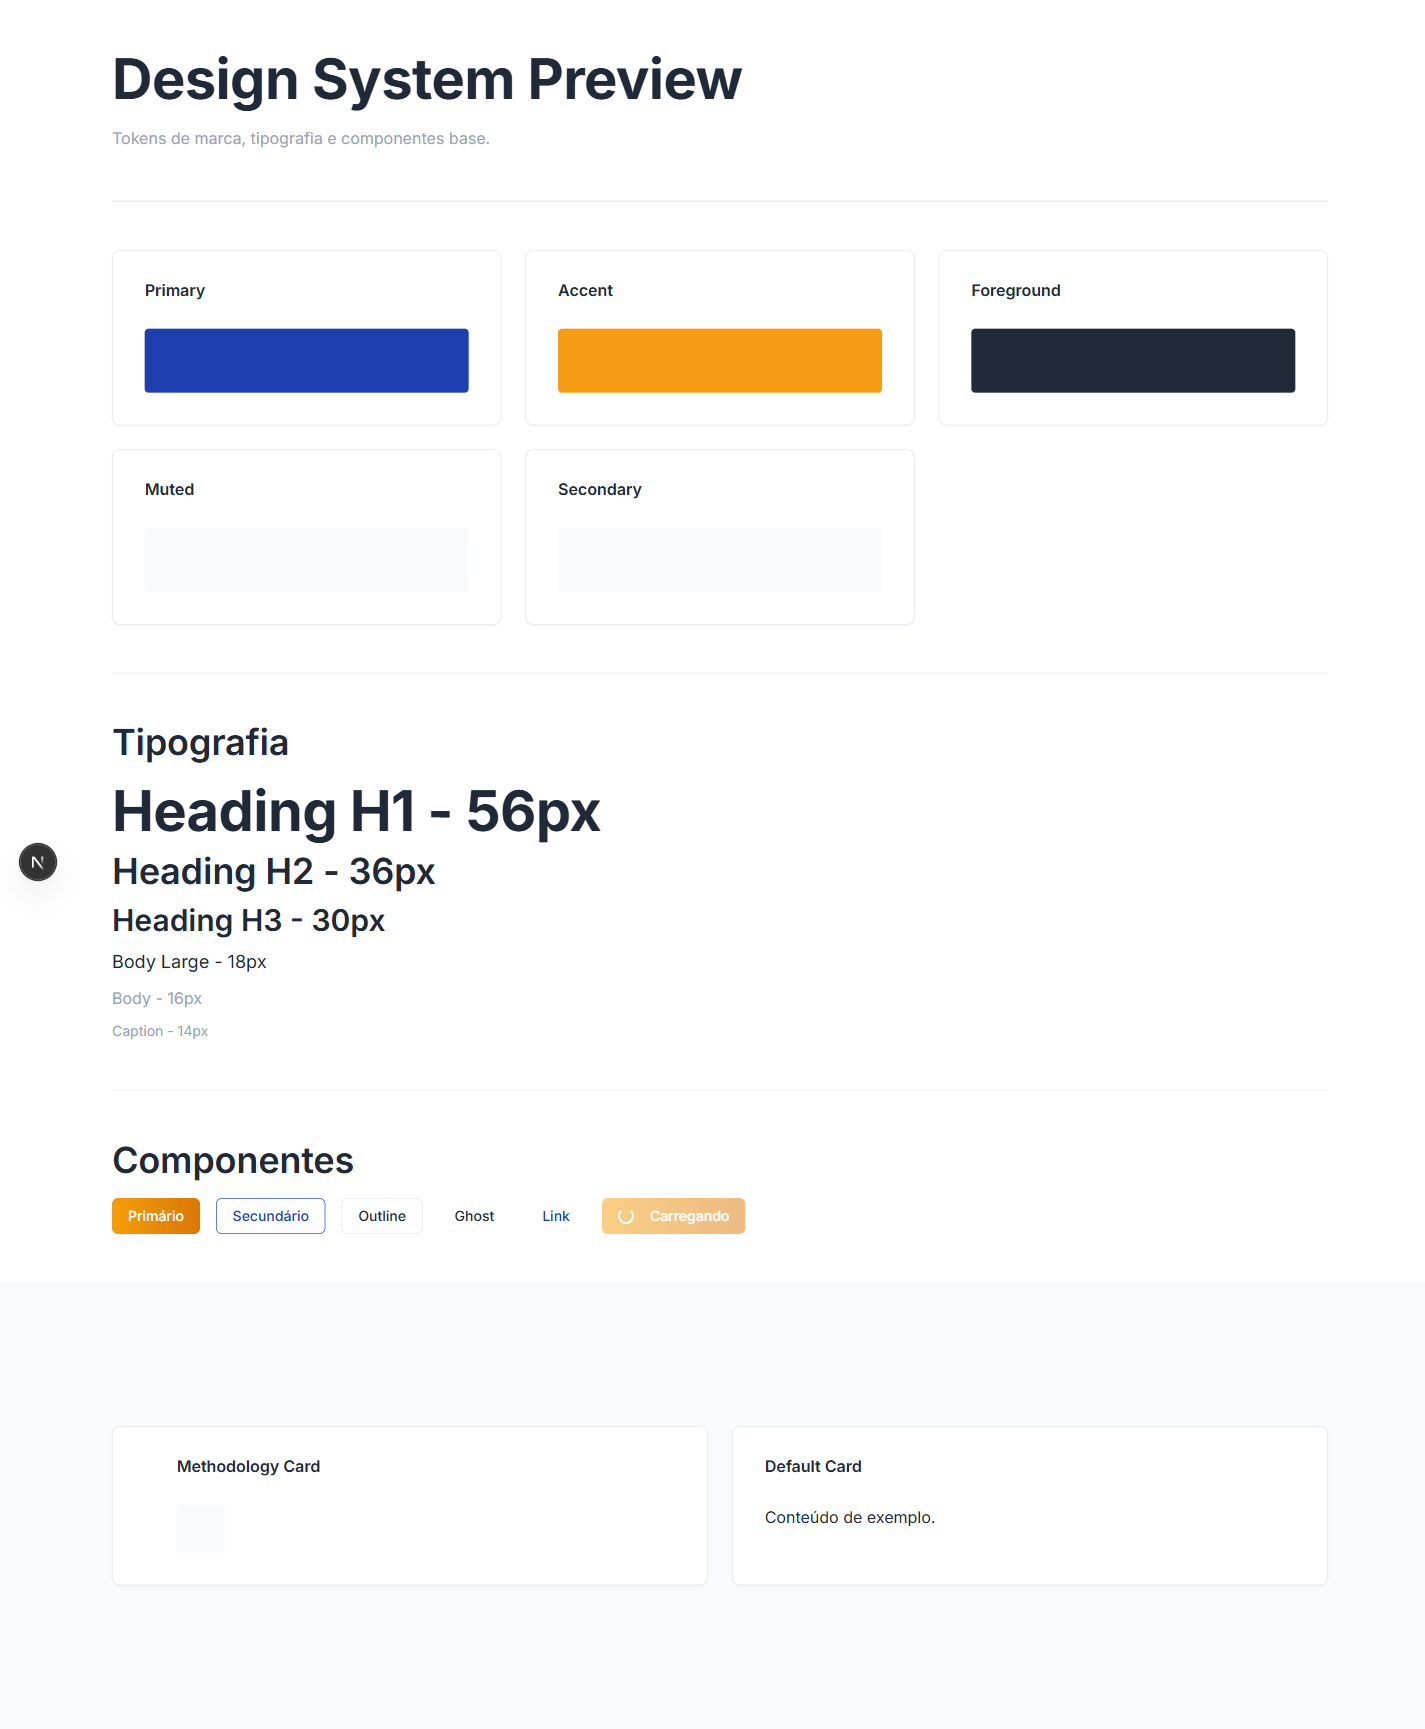 Design System Preview
Tokens de marca, tipografia e componentes base.
Primary
Accent
Foreground
Muted
Secondary
Tipografia
Heading H1 - 56px
Heading H2 - 36px
Heading H3 - 30px
Body Large - 18px
Body - 16px
Caption - 14px
N
Componentes
Primário
Secundário
Outline
Ghost
Link
Carregando
Methodology Card
Default Card
Conteúdo de exemplo.